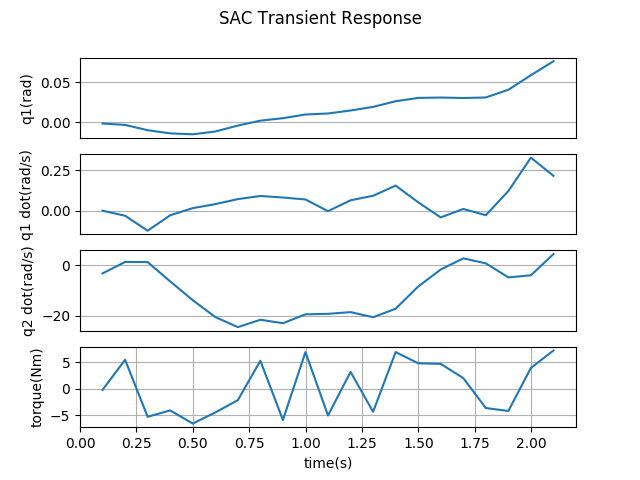 SAC Transient Response
q1(rad)
0.05
0.00
q1 dot(rad/s)
0.25
0.00
q2 dot(rad/s)
0
−20
torque(Nm)
5
0
−5
0.00 0.25 0.50 0.75 1.00 1.25 1.50 1.75 2.00
time(s)